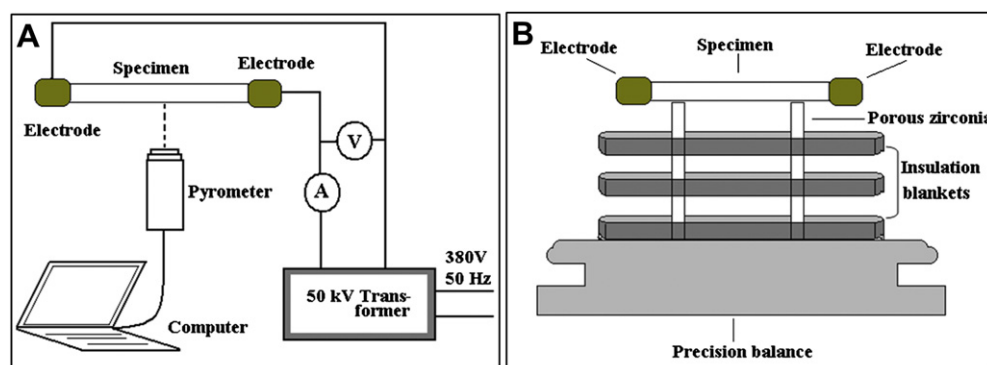 A
Specimen
Electrode
Electrode
V
A
Pyrometer
380V
50 Hz
50 kV Trans-
former
Computer
B
Electrode
Specimen
Electrode
Porous zirconia
Insulation
blankets
Precision balance